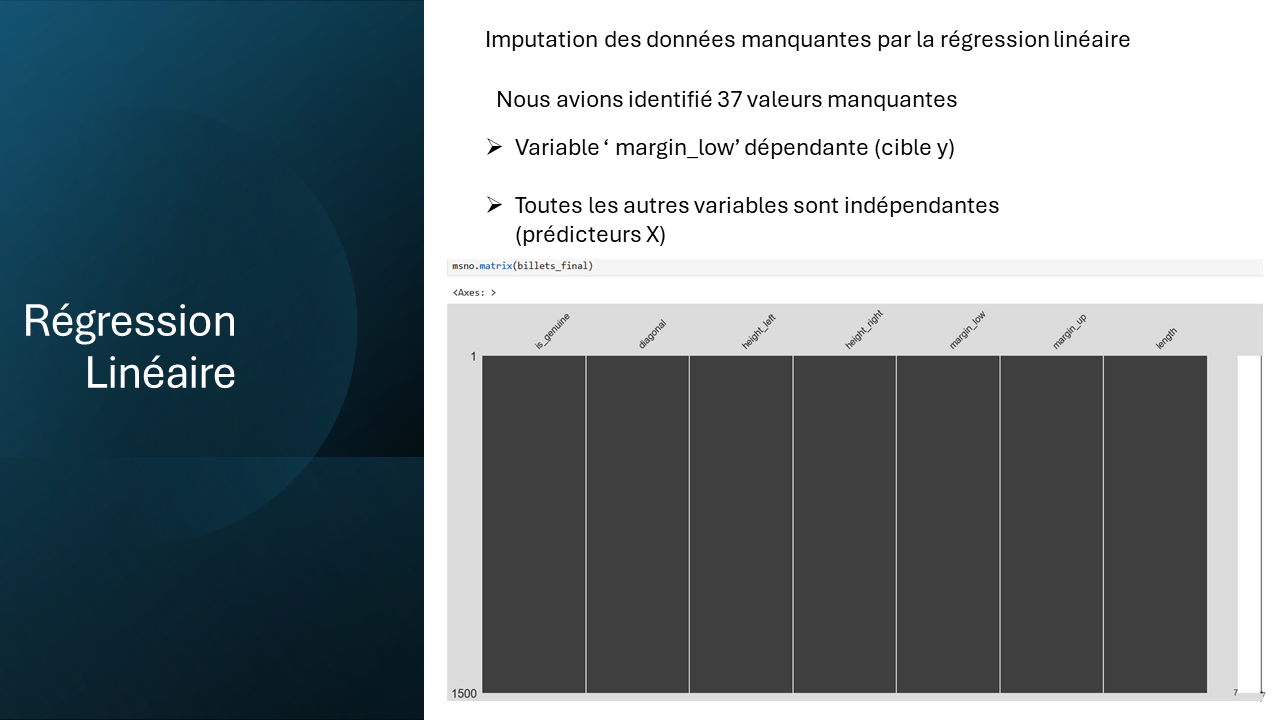 Régression
Linéaire
Imputation des données manquantes par la régression linéaire
Nous avions identifié 37 valeurs manquantes
➢ Variable ‘ margin_low’ dépendante (cible y)
➢ Toutes les autres variables sont indépendantes
(prédicteurs X)
msno.matrix(billets_final)
<Axes: >
is_genuine diagonal height_left height_right margin_low margin_up length
1
1500
7
7